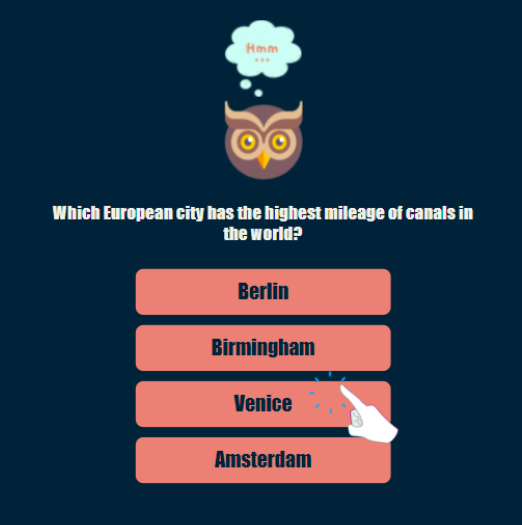 Hmm
...
Which European city has the highest mileage of canals in
the world?
Berlin
Birmingham
Venice
Amsterdam